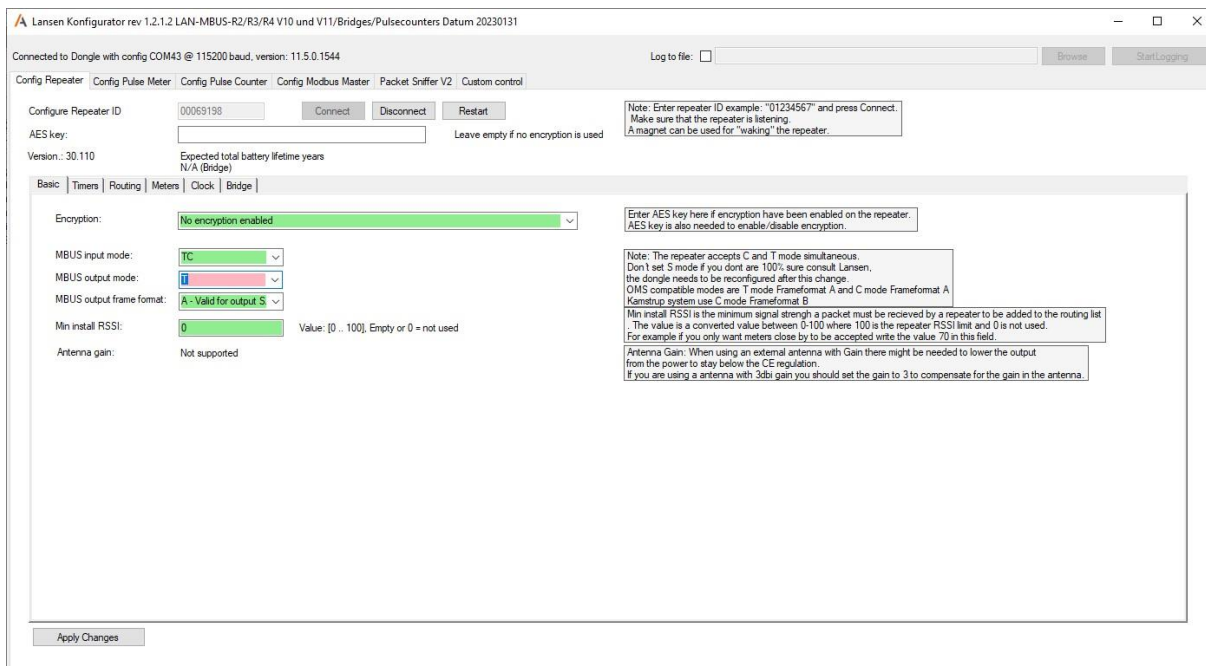 Lansen Konfigurator rev 1.2.1.2 LAN-MBUS-R2/R3/R4 V10 und V11/Bridges/Pulsecounters Datum 20230131
Connected to Dongle with config COM43 @ 115200 baud, version: 11.5.0.1544
Log to file:
Browse
StartLogging
Config Repeater Config Pulse Meter Config Pulse Counter Config Modbus Master Packet Sniffer V2 Custom control
Configure Repeater ID 00069198 Connect Disconnect Restart
Note: Enter repeater ID example: "01234567" and press Connect.
Make sure that the repeater is listening.
A magnet can be used for "waking" the repeater.
AES key: Leave empty if no encryption is used
Version.: 30.110 Expected total battery lifetime years
N/A (Bridge)
Basic Timers Routing Meters Clock Bridge
Encryption: No encryption enabled
Enter AES key here if encryption have been enabled on the repeater.
AES key is also needed to enable/disable encryption.
MBUS input mode: TC
MBUS output mode: T
MBUS output frame format: A - Valid for output S.
Note: The repeater accepts C and T mode simultaneous.
Don't set S mode if you dont are 100% sure consult Lansen,
the dongle needs to be reconfigured after this change.
OMS compatible modes are T mode Frameformat A and C mode Frameformat A
Kamstrup system use C mode Frameformat B
Min install RSSI: 0 Value: [0 .. 100], Empty or 0 = not used
Min install RSSI is the minimum signal strengh a packet must be recieved by a repeater to be added to the routing list
. The value is a converted value between 0-100 where 100 is the repeater RSSI limit and 0 is not used.
For example if you only want meters close by to be accepted write the value 70 in this field.
Antenna gain: Not supported
Antenna Gain: When using an external antenna with Gain there might be needed to lower the output
from the power to stay below the CE regulation.
If you are using a antenna with 3dbi gain you should set the gain to 3 to compensate for the gain in the antenna.
Apply Changes